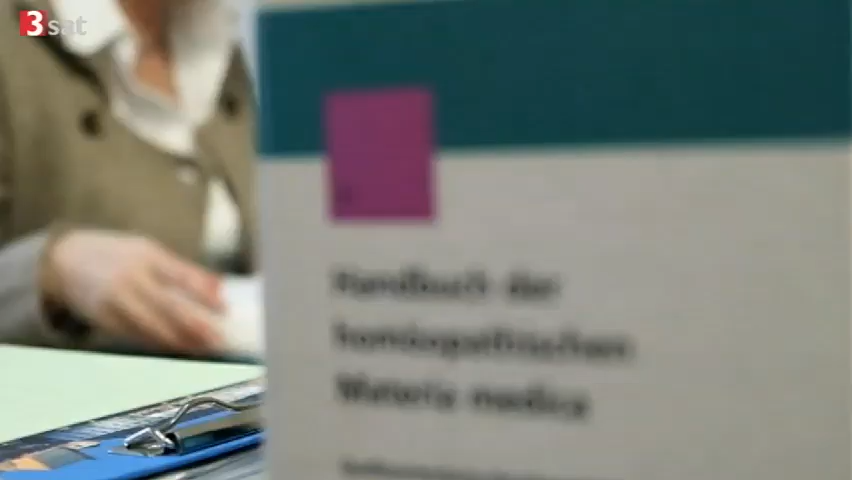 3sat
Handbuch der
homöopathischen
Materia medica